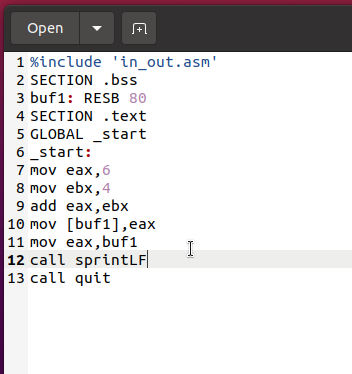 Open
1 %include 'in_out.asm'
2 SECTION .bss
3 buf1: RESB 80
4 SECTION .text
5 GLOBAL _start
6 _start:
7 mov eax,6
8 mov ebx,4
9 add eax,ebx
10 mov [buf1],eax
11 mov eax,buf1
12 call sprintLF
13 call quit